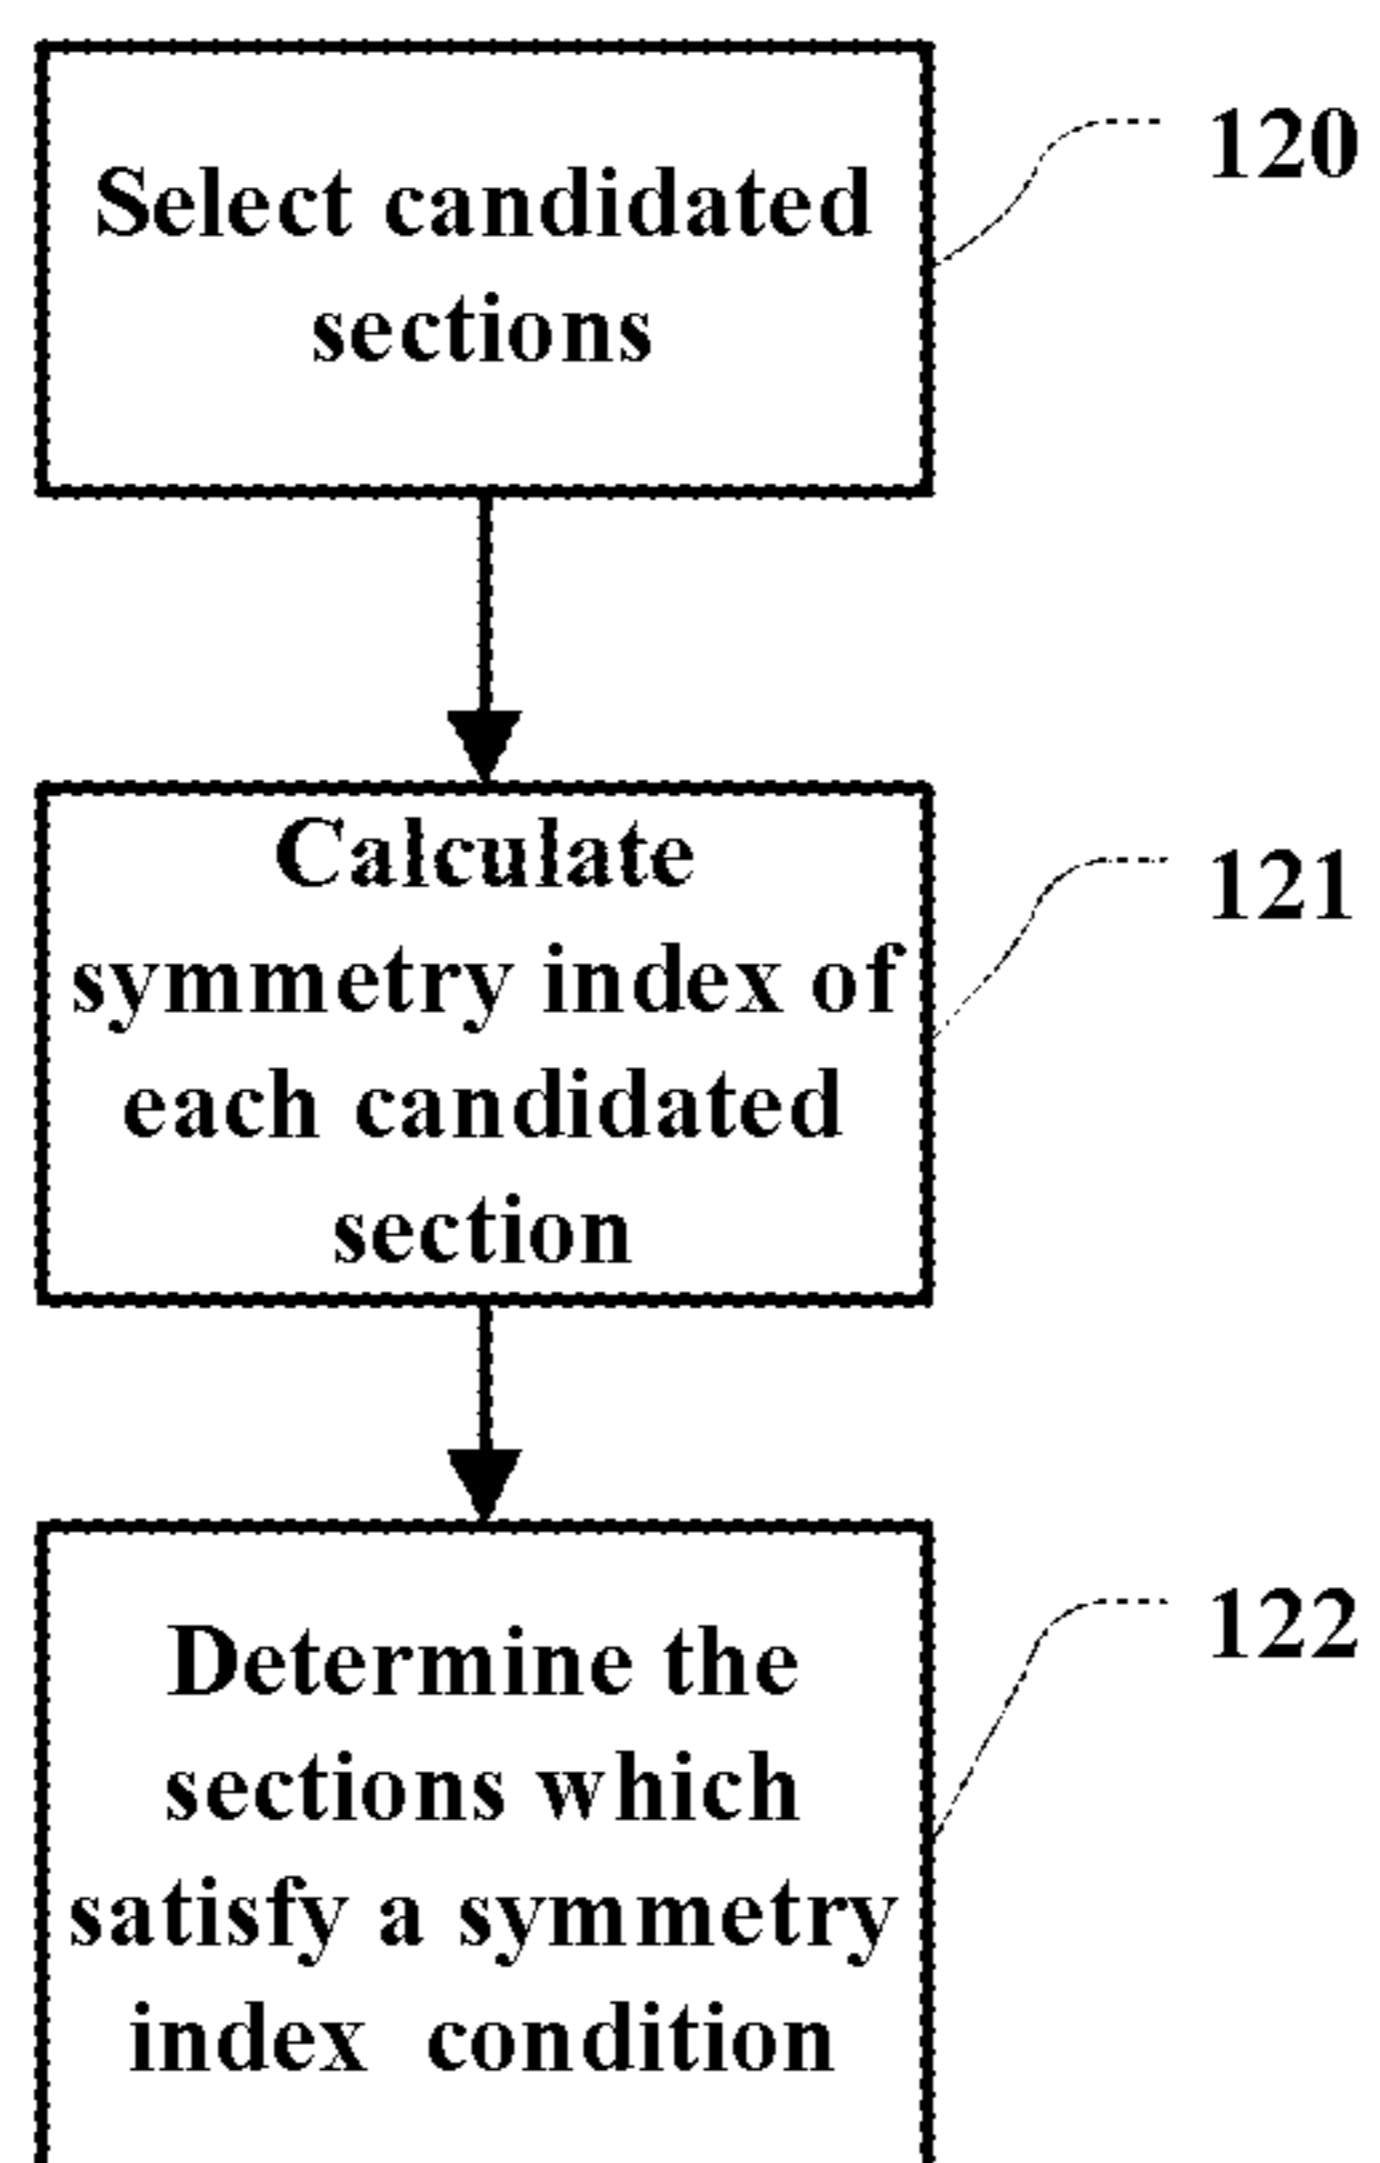 Select candidated
sections
120
Calculate
symmetry index of
each candidated
section
121
Determine the
sections which
satisfy a symmetry
index condition
122